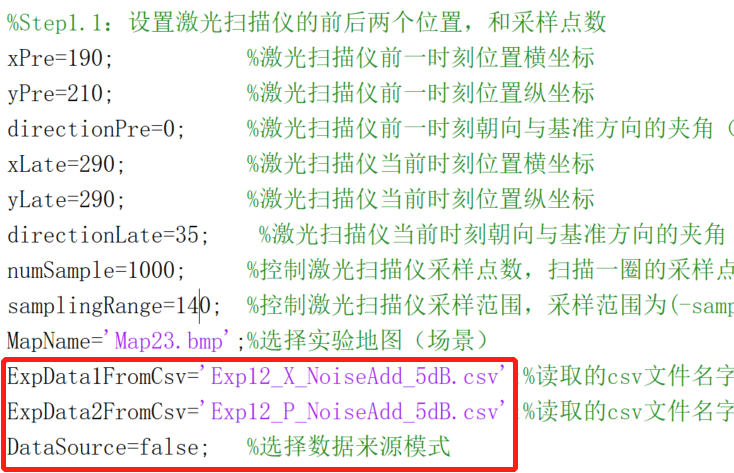 %Step1.1：设置激光扫描仪的前后两个位置，和采样点数
xPre=190; %激光扫描仪前一时刻位置横坐标
yPre=210; %激光扫描仪前一时刻位置纵坐标
directionPre=0; %激光扫描仪前一时刻朝向与基准方向的夹角（
xLate=290; %激光扫描仪当前时刻位置横坐标
yLate=290; %激光扫描仪当前时刻位置纵坐标
directionLate=35; %激光扫描仪当前时刻朝向与基准方向的夹角
numSample=1000; %控制激光扫描仪采样点数，扫描一圈的采样点
samplingRange=140; %控制激光扫描仪采样范围，采样范围为(-samp
MapName='Map23.bmp';%选择实验地图（场景）
ExpData1FromCsv='Exp12_X_NoiseAdd_5dB.csv' %读取的csv文件名字
ExpData2FromCsv='Exp12_P_NoiseAdd_5dB.csv' %读取的csv文件名字
DataSource=false; %选择数据来源模式